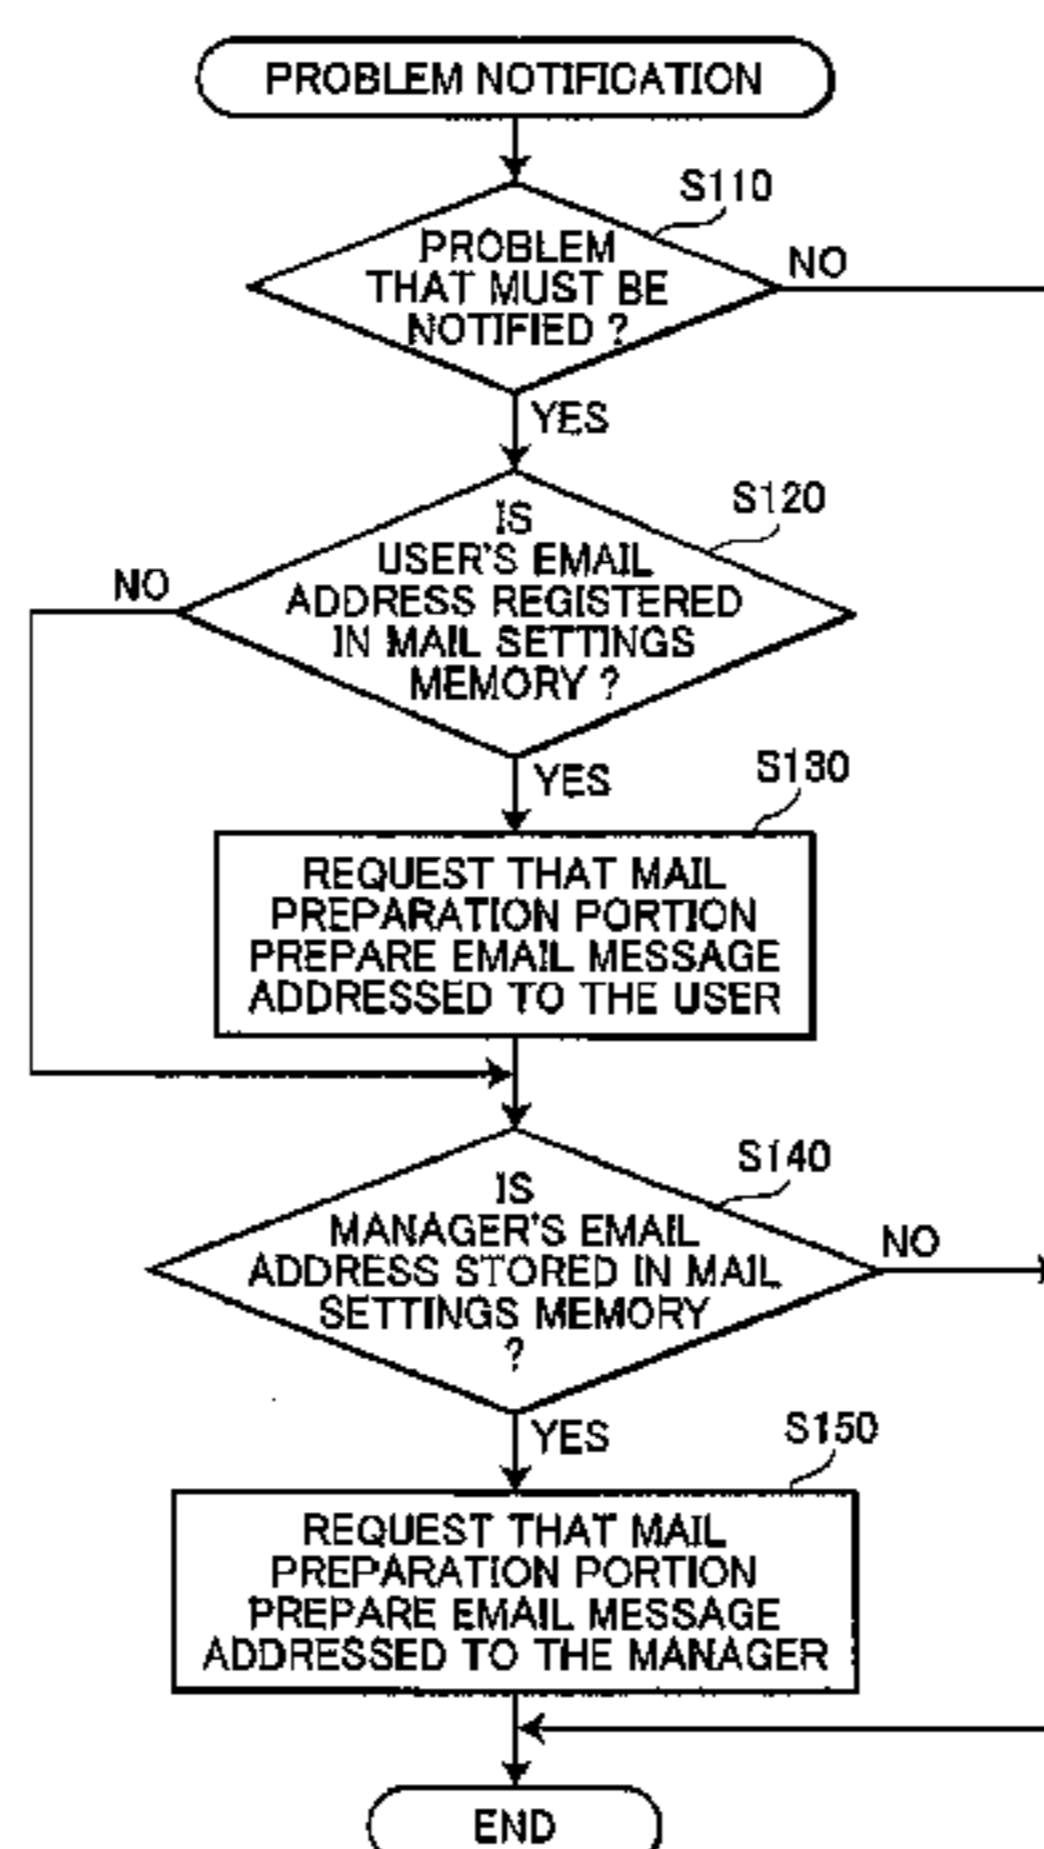 PROBLEM NOTIFICATION
S110
PROBLEM
THAT MUST BE
NOTIFIED ?
NO
YES
S120
IS
USER'S EMAIL
ADDRESS REGISTERED
IN MAIL SETTINGS
MEMORY ?
NO
YES
S130
REQUEST THAT MAIL
PREPARATION PORTION
PREPARE EMAIL MESSAGE
ADDRESSED TO THE USER
S140
IS
MANAGER'S EMAIL
ADDRESS STORED IN MAIL
SETTINGS MEMORY
?
NO
YES
S150
REQUEST THAT MAIL
PREPARATION PORTION
PREPARE EMAIL MESSAGE
ADDRESSED TO THE MANAGER
END